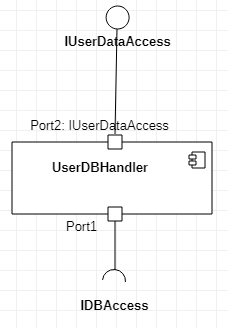 IUserDataAccess
Port2: IUserDataAccess
UserDBHandler
Port1
IDBAccess